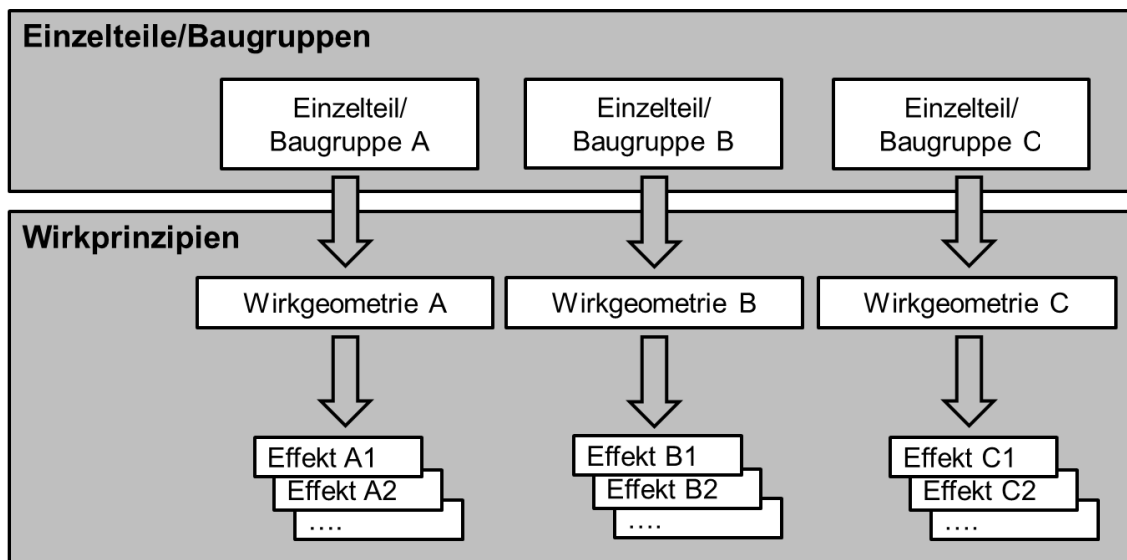 Einzelteile/Baugruppen
Einzelteil/
Baugruppe A
Einzelteil/
Baugruppe B
Einzelteil/
Baugruppe C
Wirkprinzipien
Wirkgeometrie A
Wirkgeometrie B
Wirkgeometrie C
Effekt A1
Effekt A2
....
Effekt B1
Effekt B2
....
Effekt C1
Effekt C2
....